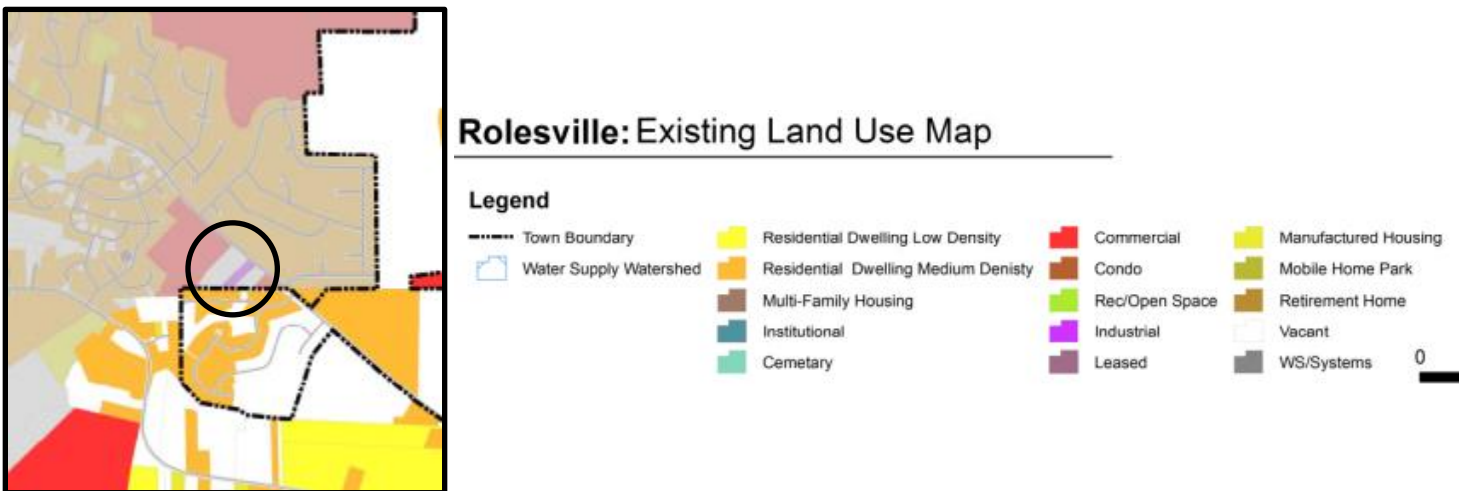 Rolesville: Existing Land Use Map
Legend
Town Boundary
Water Supply Watershed
Residential Dwelling Low Density
Residential Dwelling Medium Denisty
Multi-Family Housing
Institutional
Cemetary
Commercial
Condo
Rec/Open Space
Industrial
Leased
Manufactured Housing
Mobile Home Park
Retirement Home
Vacant
WS/Systems
0